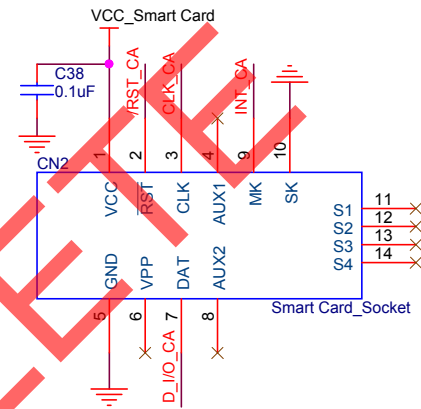 VCC_Smart Card
C38
0.1uF
/RST_CA
CLK_CA
INT_CA
CN2
1
2
3
4
9
10
VCC
RST
CLK
AUX1
MK
SK
S1
11
S2
12
S3
13
S4
14
GND
VPP
DAT
AUX2
Smart Card_Socket
5
6
7
8
D_I/O_CA